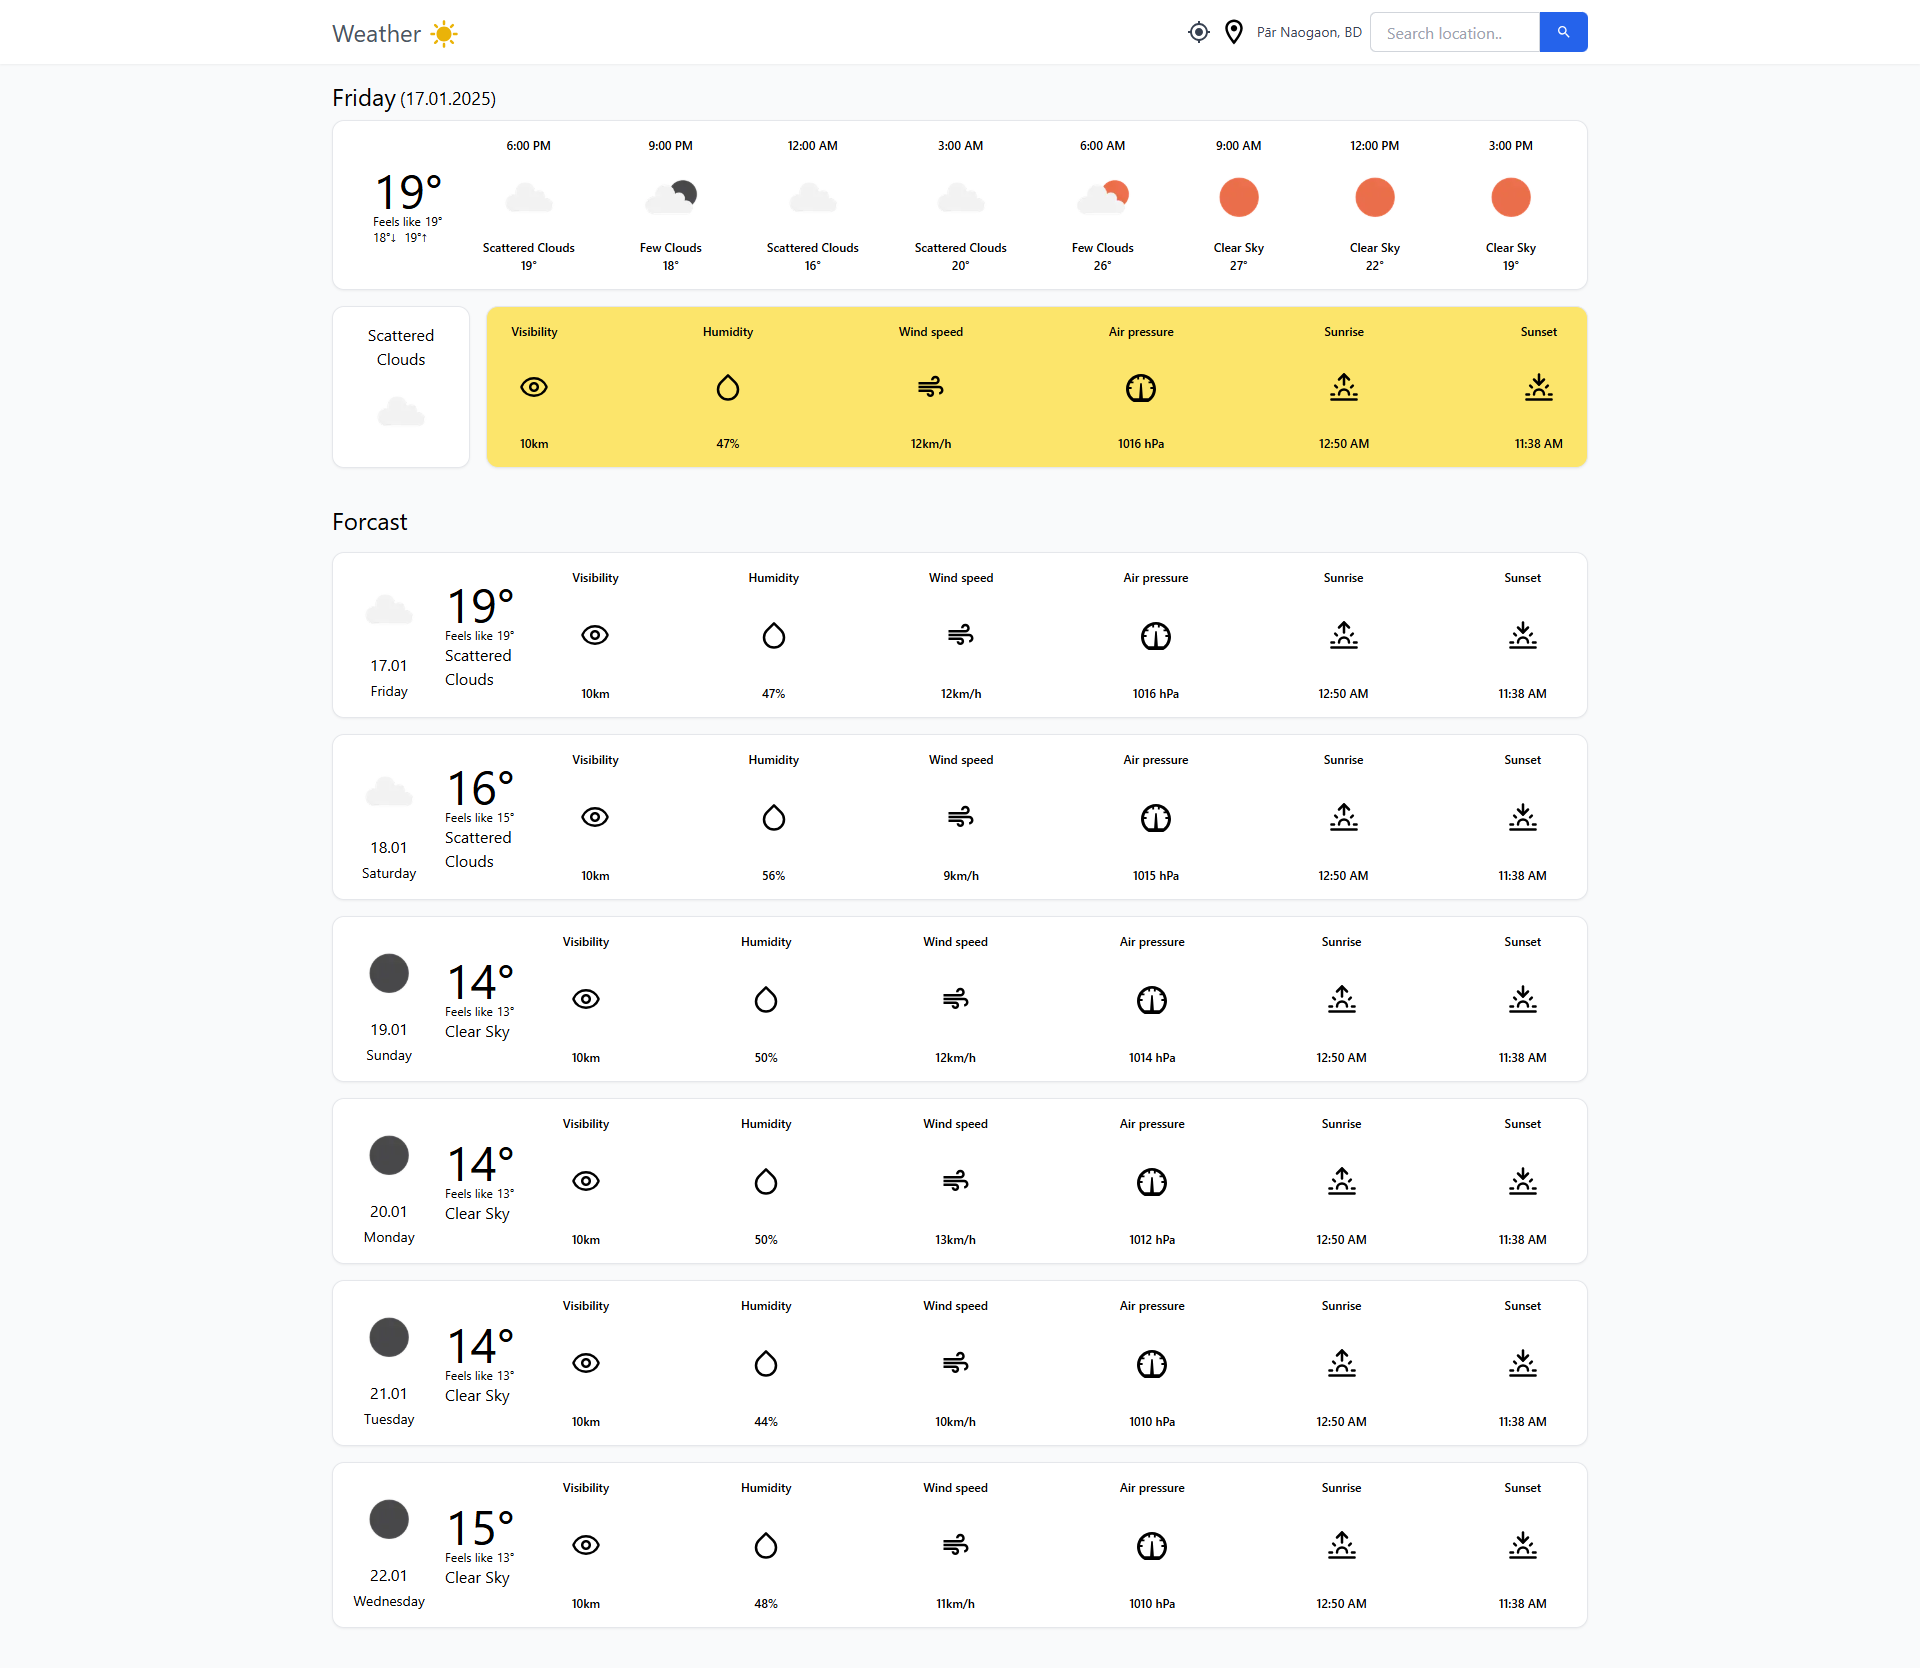 Weather
Pār Naogaon, BD
Search location..
Friday (17.01.2025)
19°
Feels like 19°
18°↓ 19°↑
6:00 PM 9:00 PM 12:00 AM 3:00 AM 6:00 AM 9:00 AM 12:00 PM 3:00 PM
Scattered Clouds Few Clouds Scattered Clouds Scattered Clouds Few Clouds Clear Sky Clear Sky Clear Sky
19° 18° 16° 20° 26° 27° 22° 19°
Scattered
Clouds
Visibility Humidity Wind speed Air pressure Sunrise Sunset
10km 47% 12km/h 1016 hPa 12:50 AM 11:38 AM
Forcast
17.01
Friday
19°
Feels like 19°
Scattered
Clouds
Visibility Humidity Wind speed Air pressure Sunrise Sunset
10km 47% 12km/h 1016 hPa 12:50 AM 11:38 AM
18.01
Saturday
16°
Feels like 15°
Scattered
Clouds
Visibility Humidity Wind speed Air pressure Sunrise Sunset
10km 56% 9km/h 1015 hPa 12:50 AM 11:38 AM
19.01
Sunday
14°
Feels like 13°
Clear Sky
Visibility Humidity Wind speed Air pressure Sunrise Sunset
10km 50% 12km/h 1014 hPa 12:50 AM 11:38 AM
20.01
Monday
14°
Feels like 13°
Clear Sky
Visibility Humidity Wind speed Air pressure Sunrise Sunset
10km 50% 13km/h 1012 hPa 12:50 AM 11:38 AM
21.01
Tuesday
14°
Feels like 13°
Clear Sky
Visibility Humidity Wind speed Air pressure Sunrise Sunset
10km 44% 10km/h 1010 hPa 12:50 AM 11:38 AM
22.01
Wednesday
15°
Feels like 13°
Clear Sky
Visibility Humidity Wind speed Air pressure Sunrise Sunset
10km 48% 11km/h 1010 hPa 12:50 AM 11:38 AM